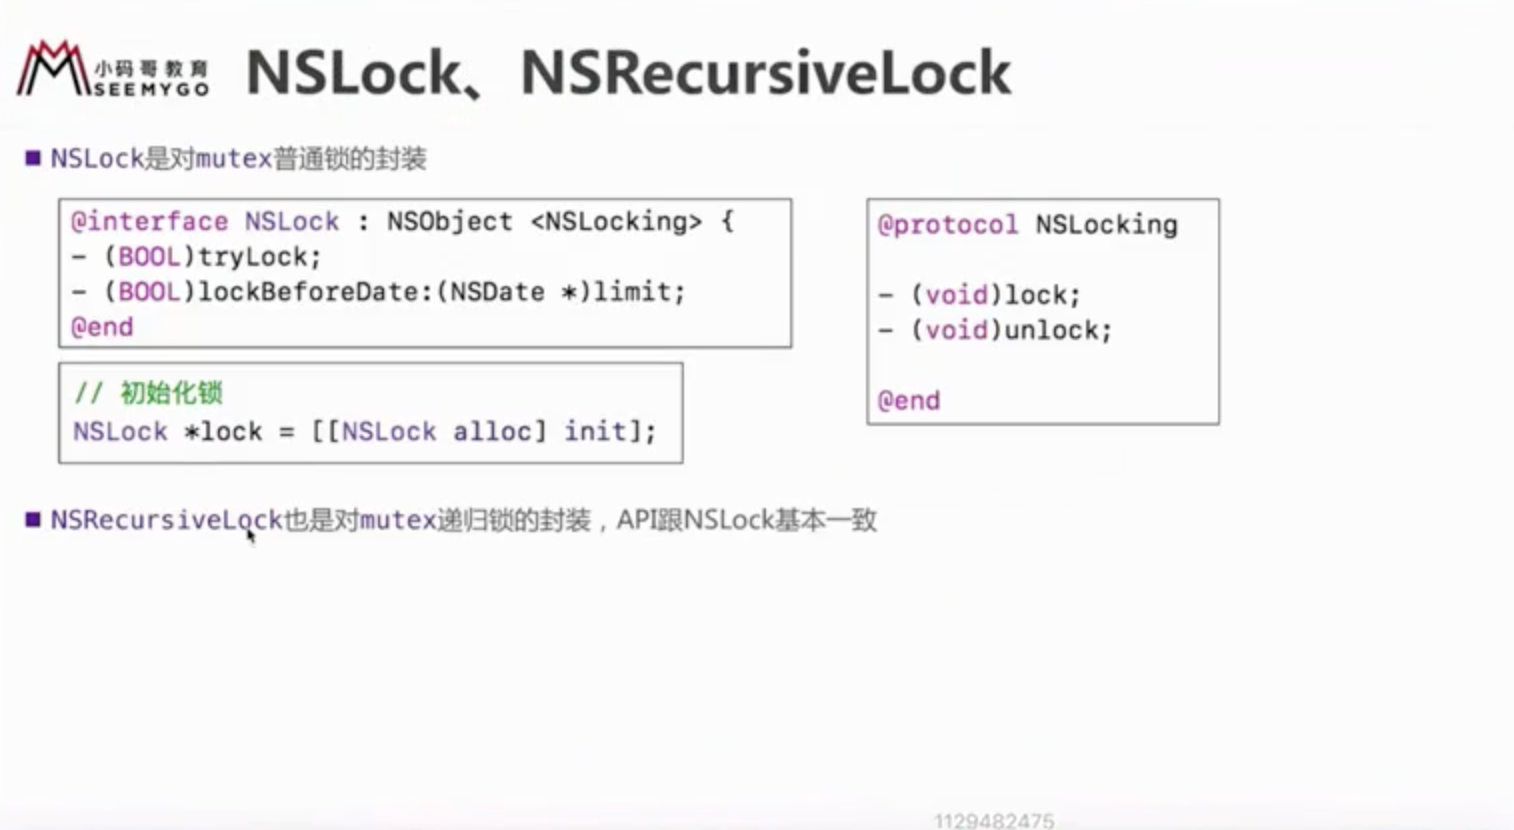 小码哥教育
SEEMYGO
NSLock、NSRecursiveLock
NSLock是对mutex普通锁的封装
@interface NSLock : NSObject <NSLocking> {
- (BOOL)tryLock;
- (BOOL)lockBeforeDate:(NSDate *)limit;
@end
@protocol NSLocking
- (void)lock;
- (void)unlock;
@end
// 初始化锁
NSLock *lock = [[NSLock alloc] init];
NSRecursiveLock也是对mutex递归锁的封装，API跟NSLock基本一致
1129482475